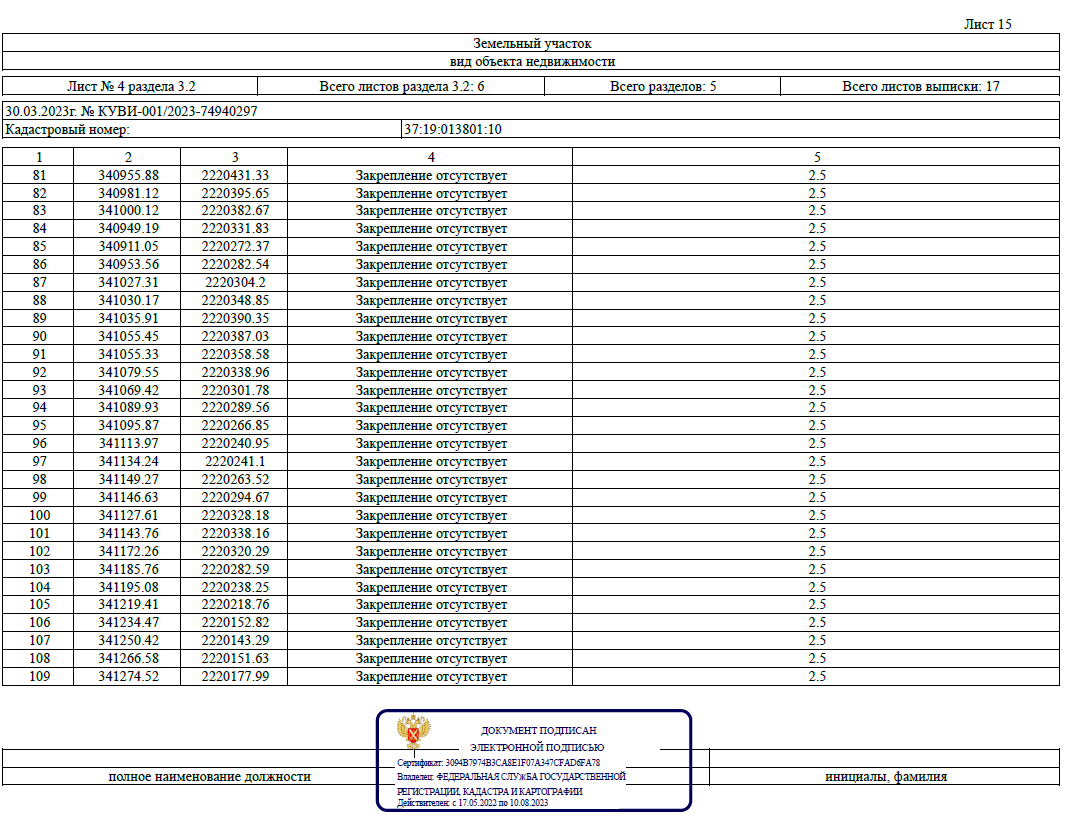 Лист 15
Земельный участок
вид объекта недвижимости
Лист № 4 раздела 3.2 Всего листов раздела 3.2: 6 Всего разделов: 5 Всего листов выписки: 17
30.03.2023г. № КУВИ-001/2023-74940297
Кадастровый номер: 37:19:013801:10
1 2 3 4 5
81 340955.88 2220431.33 Закрепление отсутствует 2.5
82 340981.12 2220395.65 Закрепление отсутствует 2.5
83 341000.12 2220382.67 Закрепление отсутствует 2.5
84 340949.19 2220331.83 Закрепление отсутствует 2.5
85 340911.05 2220272.37 Закрепление отсутствует 2.5
86 340953.56 2220282.54 Закрепление отсутствует 2.5
87 341027.31 2220304.2 Закрепление отсутствует 2.5
88 341030.17 2220348.85 Закрепление отсутствует 2.5
89 341035.91 2220390.35 Закрепление отсутствует 2.5
90 341055.45 2220387.03 Закрепление отсутствует 2.5
91 341055.33 2220358.58 Закрепление отсутствует 2.5
92 341079.55 2220338.96 Закрепление отсутствует 2.5
93 341069.42 2220301.78 Закрепление отсутствует 2.5
94 341089.93 2220289.56 Закрепление отсутствует 2.5
95 341095.87 2220266.85 Закрепление отсутствует 2.5
96 341113.97 2220240.95 Закрепление отсутствует 2.5
97 341134.24 2220241.1 Закрепление отсутствует 2.5
98 341149.27 2220263.52 Закрепление отсутствует 2.5
99 341146.63 2220294.67 Закрепление отсутствует 2.5
100 341127.61 2220328.18 Закрепление отсутствует 2.5
101 341143.76 2220338.16 Закрепление отсутствует 2.5
102 341172.26 2220320.29 Закрепление отсутствует 2.5
103 341185.76 2220282.59 Закрепление отсутствует 2.5
104 341195.08 2220238.25 Закрепление отсутствует 2.5
105 341219.41 2220218.76 Закрепление отсутствует 2.5
106 341234.47 2220152.82 Закрепление отсутствует 2.5
107 341250.42 2220143.29 Закрепление отсутствует 2.5
108 341266.58 2220151.63 Закрепление отсутствует 2.5
109 341274.52 2220177.99 Закрепление отсутствует 2.5
ДОКУМЕНТ ПОДПИСАН
ЭЛЕКТРОННОЙ ПОДПИСЬЮ
Сертификат: 3094B7974B3CA8E1F07A347CFAD6FA78
Владелец: ФЕДЕРАЛЬНАЯ СЛУЖБА ГОСУДАРСТВЕННОЙ
РЕГИСТРАЦИИ, КАДАСТРА И КАРТОГРАФИИ
Действителен: с 17.05.2022 по 10.08.2023
полное наименование должности инициалы, фамилия